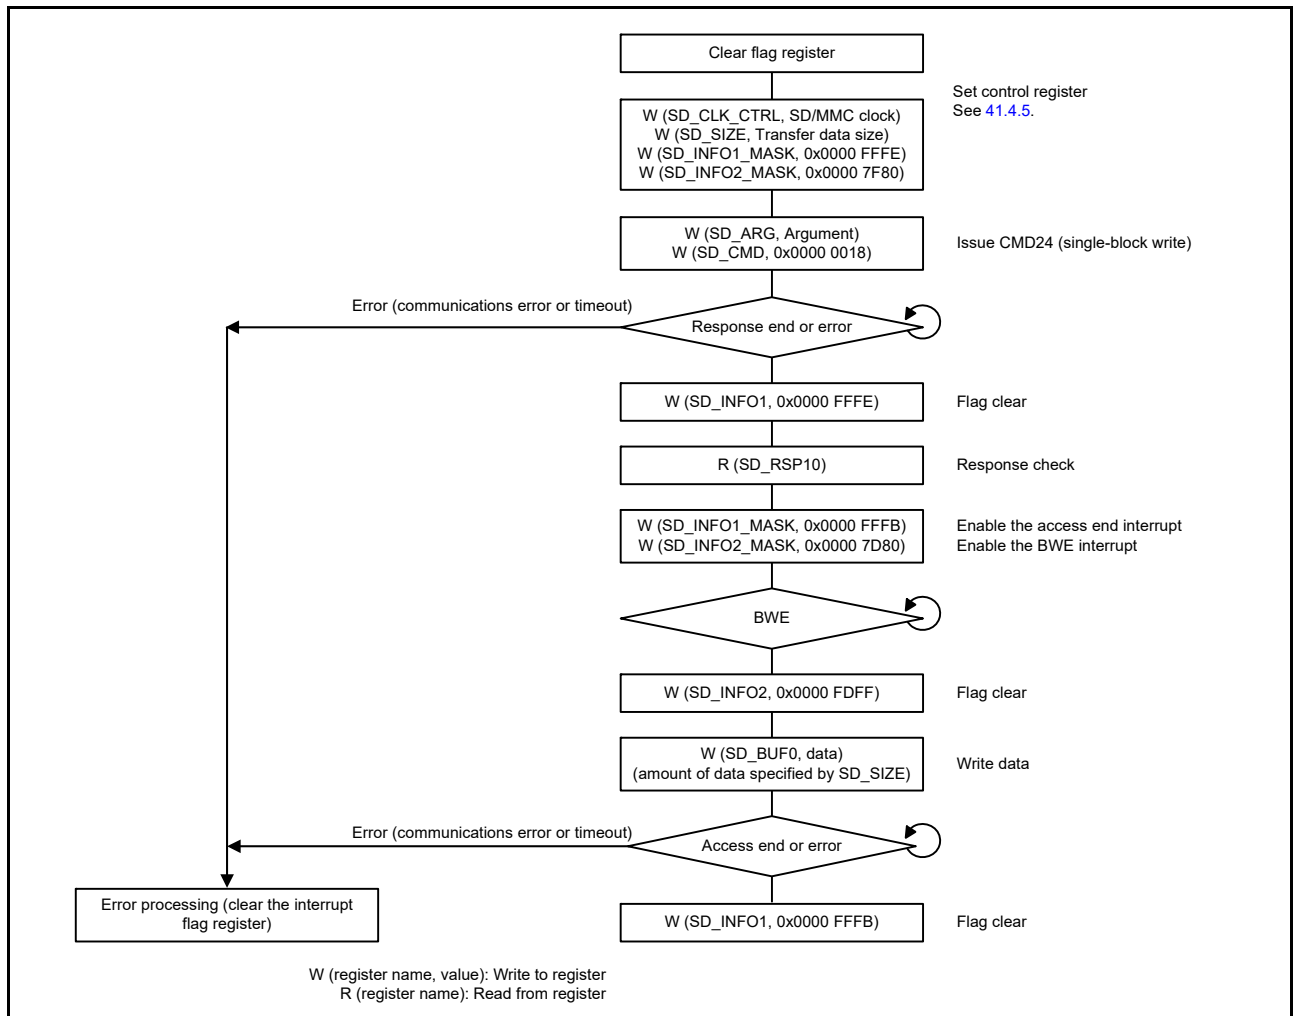 Clear flag register
Set control register
See 41.4.5.
W (SD_CLK_CTRL, SD/MMC clock)
W (SD_SIZE, Transfer data size)
W (SD_INFO1_MASK, 0x0000 FFFE)
W (SD_INFO2_MASK, 0x0000 7F80)
W (SD_ARG, Argument)
W (SD_CMD, 0x0000 0018)
Issue CMD24 (single-block write)
Error (communications error or timeout)
Response end or error
W (SD_INFO1, 0x0000 FFFE)
Flag clear
R (SD_RSP10)
Response check
W (SD_INFO1_MASK, 0x0000 FFFB)
W (SD_INFO2_MASK, 0x0000 7D80)
Enable the access end interrupt
Enable the BWE interrupt
BWE
W (SD_INFO2, 0x0000 FDFF)
Flag clear
W (SD_BUF0, data)
(amount of data specified by SD_SIZE)
Write data
Error (communications error or timeout)
Access end or error
Error processing (clear the interrupt
flag register)
W (SD_INFO1, 0x0000 FFFB)
Flag clear
W (register name, value): Write to register
R (register name): Read from register